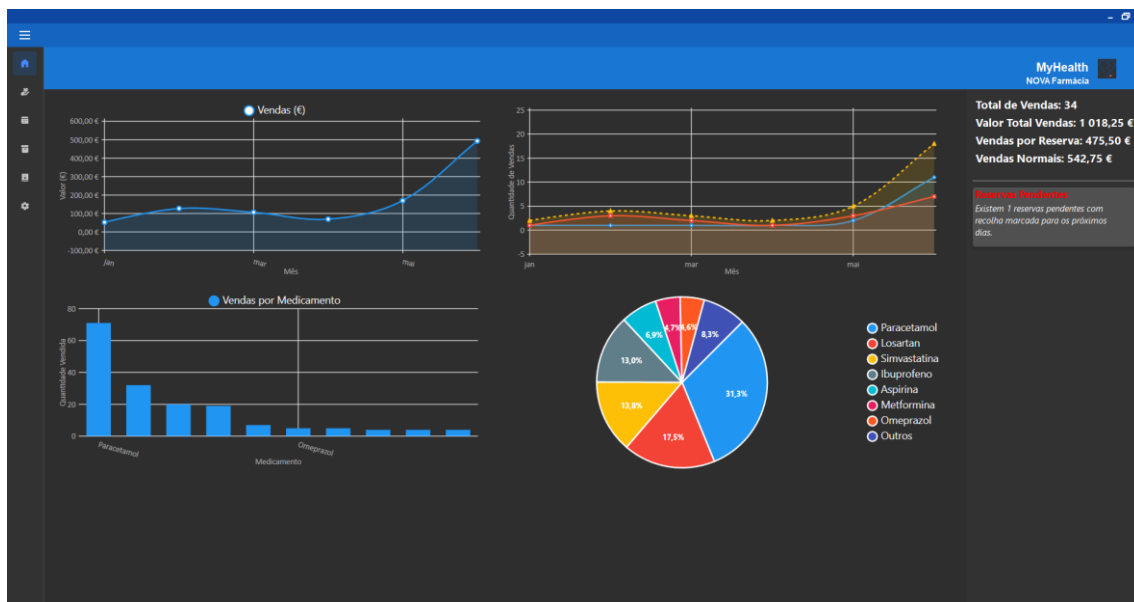 MyHealth
NOVA Farmácia
Vendas (€)
600,00 €
500,00 €
400,00 €
300,00 €
200,00 €
100,00 €
0,00 €
-100,00 €
Valor (€)
jan
mar
mai
Mês
25
20
15
10
5
0
-5
Quantidade de Vendas
jan
mar
mai
Mês
Total de Vendas: 34
Valor Total Vendas: 1 018,25 €
Vendas por Reserva: 475,50 €
Vendas Normais: 542,75 €
Reservas Pendentes
Existem 1 reservas pendentes com
recolha marcada para os próximos
dias.
Vendas por Medicamento
80
60
40
20
0
Quantidade Vendida
Paracetamol
Omeprazol
Medicamento
6,9%
4,7%
4,6%
8,3%
13,0%
31,3%
13,8%
17,5%
Paracetamol
Losartan
Simvastatina
Ibuprofeno
Aspirina
Metformina
Omeprazol
Outros